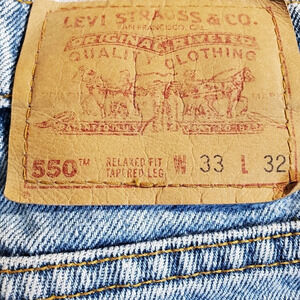 LEVI STRAUSS & CO.
SAN FRANCISCO, CAL.
ORIGINAL RIVETED
QUALITY CLOTHING
550™ RELAXED FIT TAPERED LEG W 33 L 32